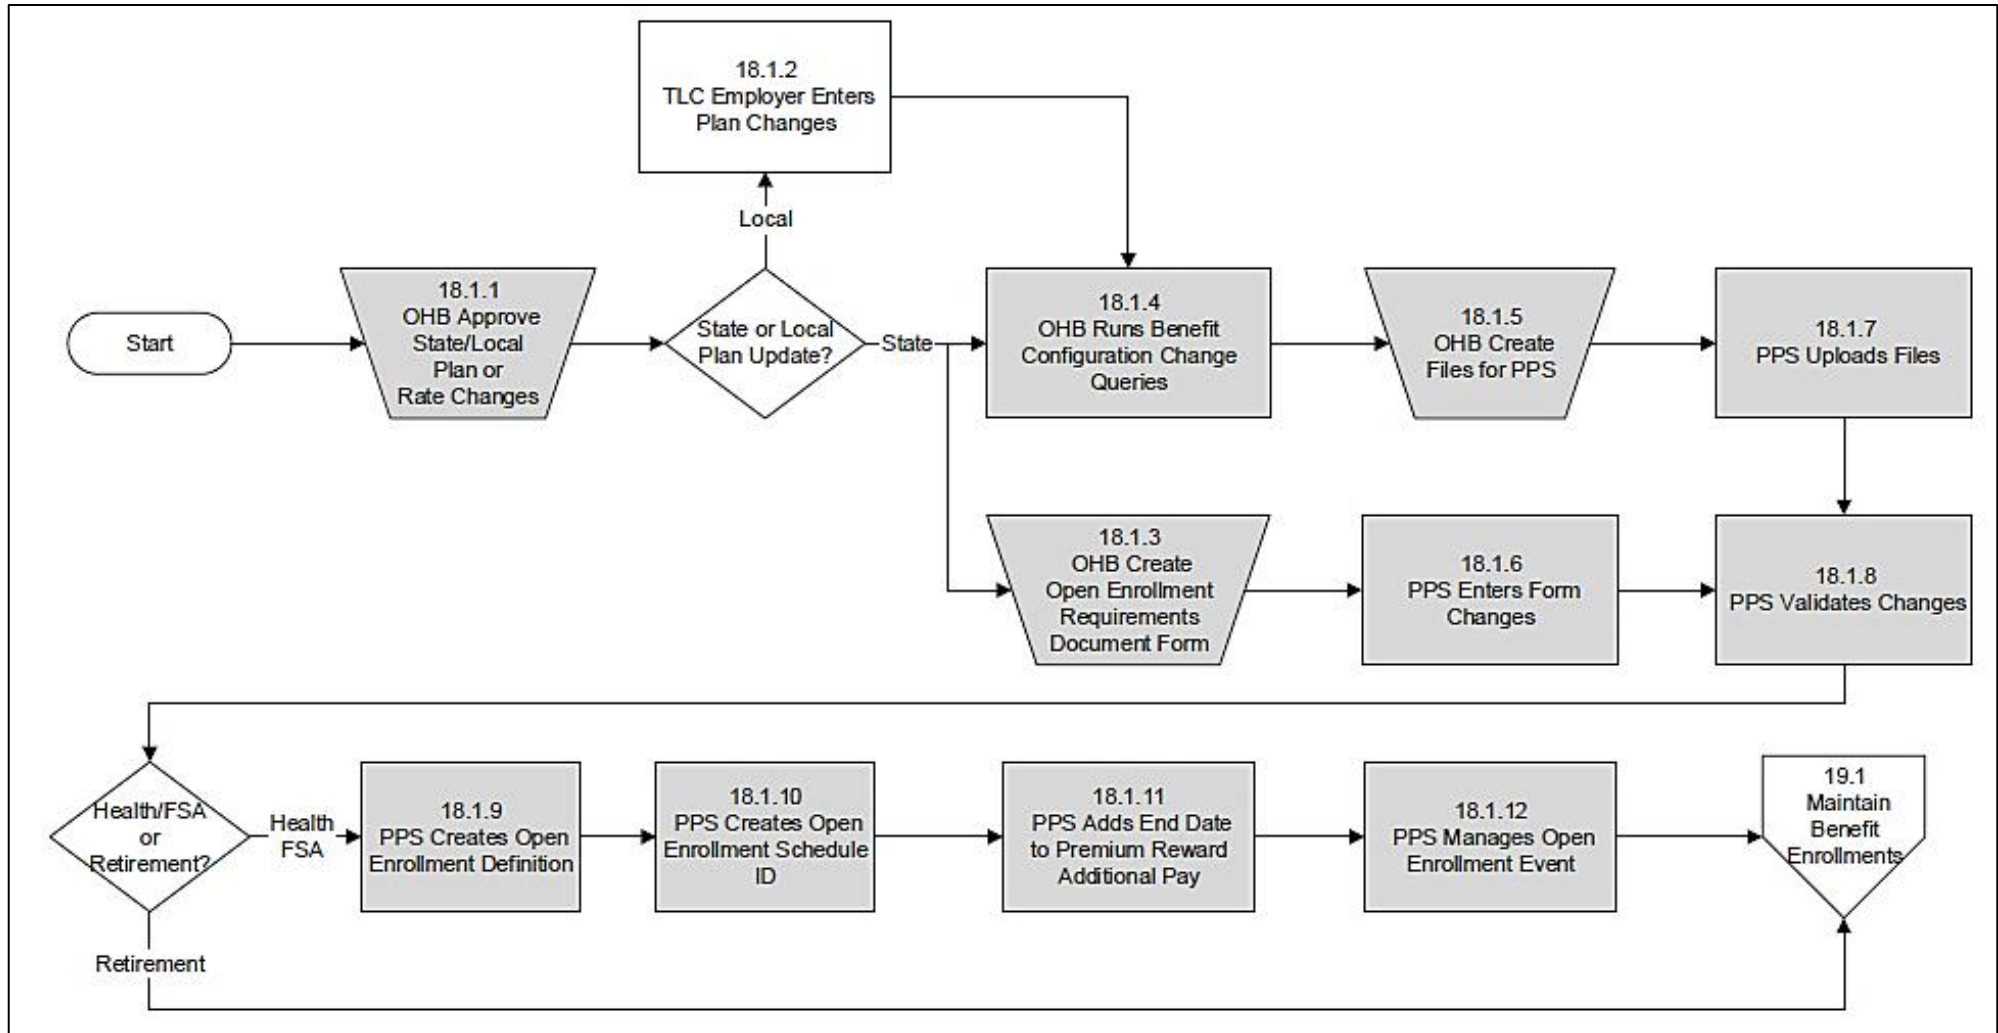 18.1.2
TLC Employer Enters
Plan Changes
Local
Start
18.1.1
OHB Approve
State/Local
Plan or
Rate Changes
State or Local
Plan Update?
State
18.1.4
OHB Runs Benefit
Configuration Change
Queries
18.1.5
OHB Create
Files for PPS
18.1.7
PPS Uploads Files
18.1.3
OHB Create
Open Enrollment
Requirements
Document Form
18.1.6
PPS Enters Form
Changes
18.1.8
PPS Validates Changes
Health/FSA
or
Retirement?
Health
FSA
18.1.9
PPS Creates Open
Enrollment Definition
18.1.10
PPS Creates Open
Enrollment Schedule
ID
18.1.11
PPS Adds End Date
to Premium Reward
Additional Pay
18.1.12
PPS Manages Open
Enrollment Event
19.1
Maintain
Benefit
Enrollments
Retirement